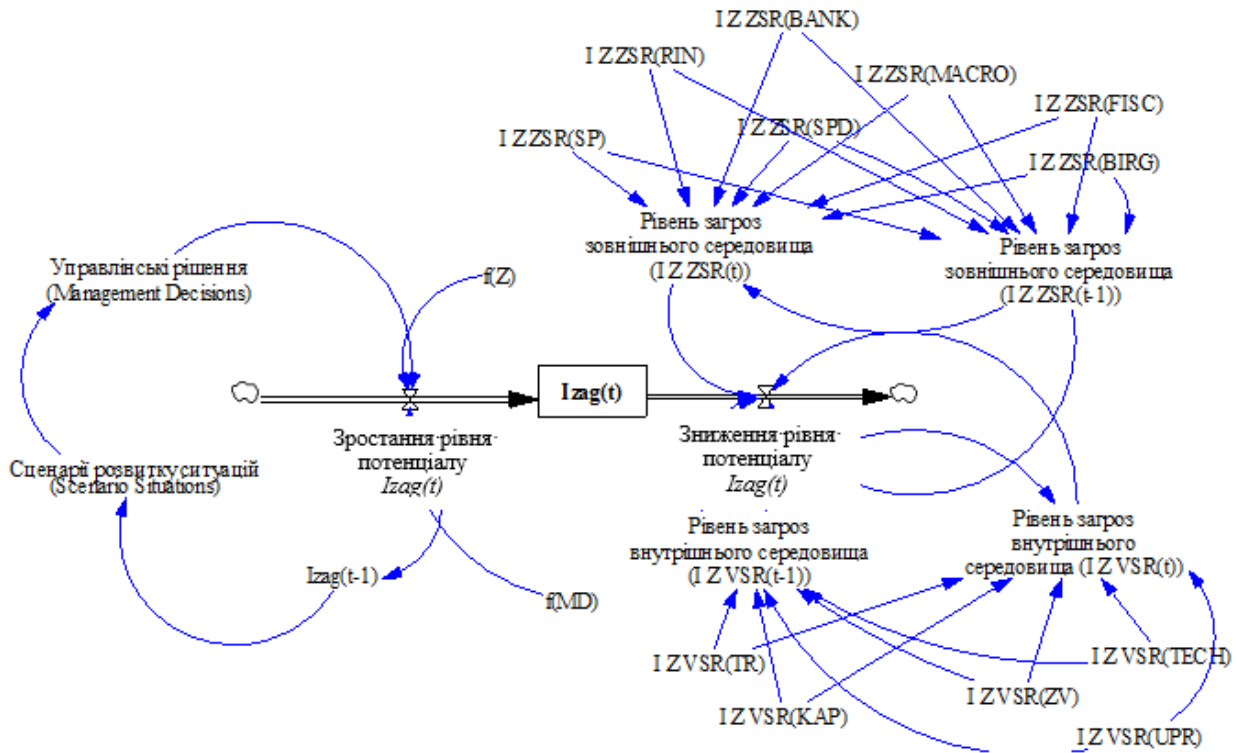 I Z ZSR(BANK)
I Z ZSR(RIN)
I Z ZSR(MACRO)
I Z ZSR(FISC)
I Z ZSR(SPD)
I Z ZSR(SP)
I Z ZSR(BIRG)
Рівень загроз
зовнішнього середовища
(I Z ZSR(t))
Рівень загроз
зовнішнього середовища
(I Z ZSR(t-1))
Управлінські рішення
(Management Decisions)
f(Z)
Izag(t)
Зростання·рівня·
потенціалу
Izag(t)
Зниження·рівня·
потенціалу
Izag(t)
Сценарії розвитку ситуацій
(Scenario Situations)
Рівень загроз
внутрішнього середовища
(I Z VSR(t-1))
Рівень загроз
внутрішнього
середовища (I Z VSR(t))
Izag(t-1)
f(MD)
I Z VSR(TR)
I Z VSR(TECH)
I Z VSR(ZV)
I Z VSR(KAP)
I Z VSR(UPR)